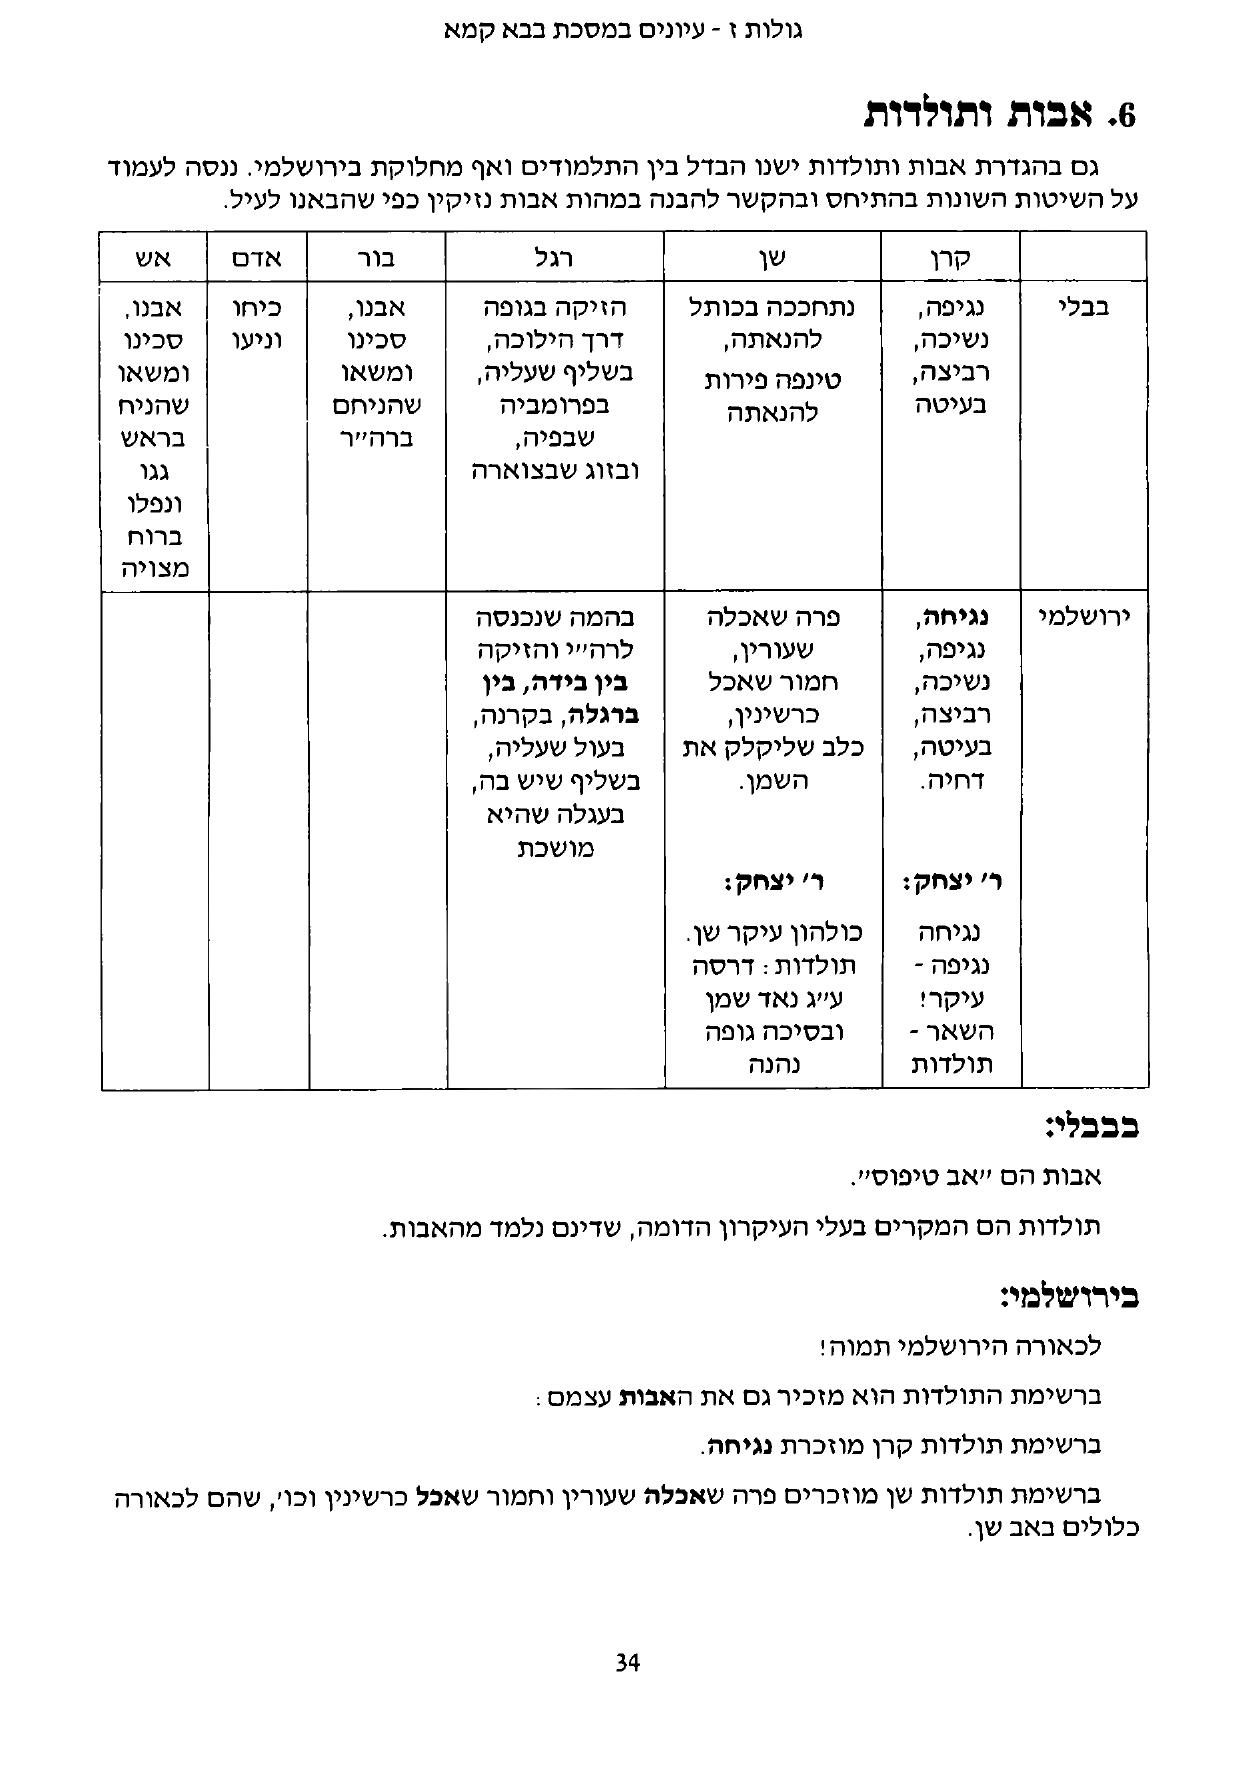 גולות ז - עיונים במסכת בבא קמא
6. אבות ותולדות
גם בהגדרת אבות ותולדות ישנו הבדל בין התלמודים ואף מחלוקת בירושלמי. ננסה לעמוד
על השיטות השונות בהתיחס ובהקשר להבנה במהות אבות נזיקין כפי שהבאנו לעיל.
קרן
שן
רגל
בור
אדם
אש
בבלי
נגיפה,
נשיכה,
רביצה,
בעיטה
נתחככה בכותל
להנאתה,
טינפה פירות
להנאתה
הזיקה בגופה
דרך הילוכה,
בשליף שעליה,
בפרומביה
שבפיה,
ובזוג שבצוארה
אבנו,
סכינו
ומשאו
שהניחם
ברה״ר
כיחו
וניעו
אבנו,
סכינו
ומשאו
שהניח
בראש
גגו
ונפלו
ברוח
מצויה
ירושלמי
נגיחה,
נגיפה,
נשיכה,
רביצה,
בעיטה,
דחיה.
ר׳ יצחק:
נגיחה
נגיפה -
עיקר!
השאר -
תולדות
פרה שאכלה
שעורין,
חמור שאכל
כרשינין,
כלב שליקלק את
השמן.
ר׳ יצחק:
כולהון עיקר שן.
תולדות: דרסה
ע״ג נאד שמן
ובסיכה גופה
נהנה
בהמה שנכנסה
לרה״י והזיקה
בין בידה, בין
ברגלה, בקרנה,
בעול שעליה,
בשליף שיש בה,
בעגלה שהיא
מושכת
בבבלי:
אבות הם ״אב טיפוס״.
תולדות הם המקרים בעלי העיקרון הדומה, שדינם נלמד מהאבות.
בירושלמי:
לכאורה הירושלמי תמוה!
ברשימת התולדות הוא מזכיר גם את האבות עצמם:
ברשימת תולדות קרן מוזכרת נגיחה.
ברשימת תולדות שן מוזכרים פרה שאכלה שעורין וחמור שאכל כרשינין וכו׳, שהם לכאורה
כלולים באב שן.
34